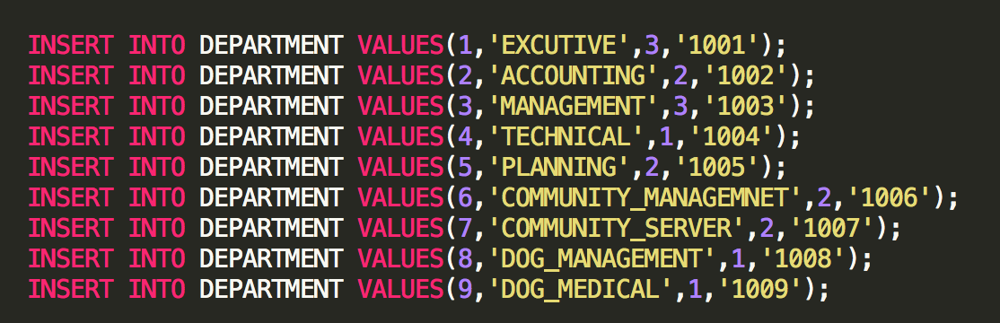 INSERT INTO DEPARTMENT VALUES(1,'EXCUTIVE',3,'1001');
INSERT INTO DEPARTMENT VALUES(2,'ACCOUNTING',2,'1002');
INSERT INTO DEPARTMENT VALUES(3,'MANAGEMENT',3,'1003');
INSERT INTO DEPARTMENT VALUES(4,'TECHNICAL',1,'1004');
INSERT INTO DEPARTMENT VALUES(5,'PLANNING',2,'1005');
INSERT INTO DEPARTMENT VALUES(6,'COMMUNITY_MANAGEMNET',2,'1006');
INSERT INTO DEPARTMENT VALUES(7,'COMMUNITY_SERVER',2,'1007');
INSERT INTO DEPARTMENT VALUES(8,'DOG_MANAGEMENT',1,'1008');
INSERT INTO DEPARTMENT VALUES(9,'DOG_MEDICAL',1,'1009');